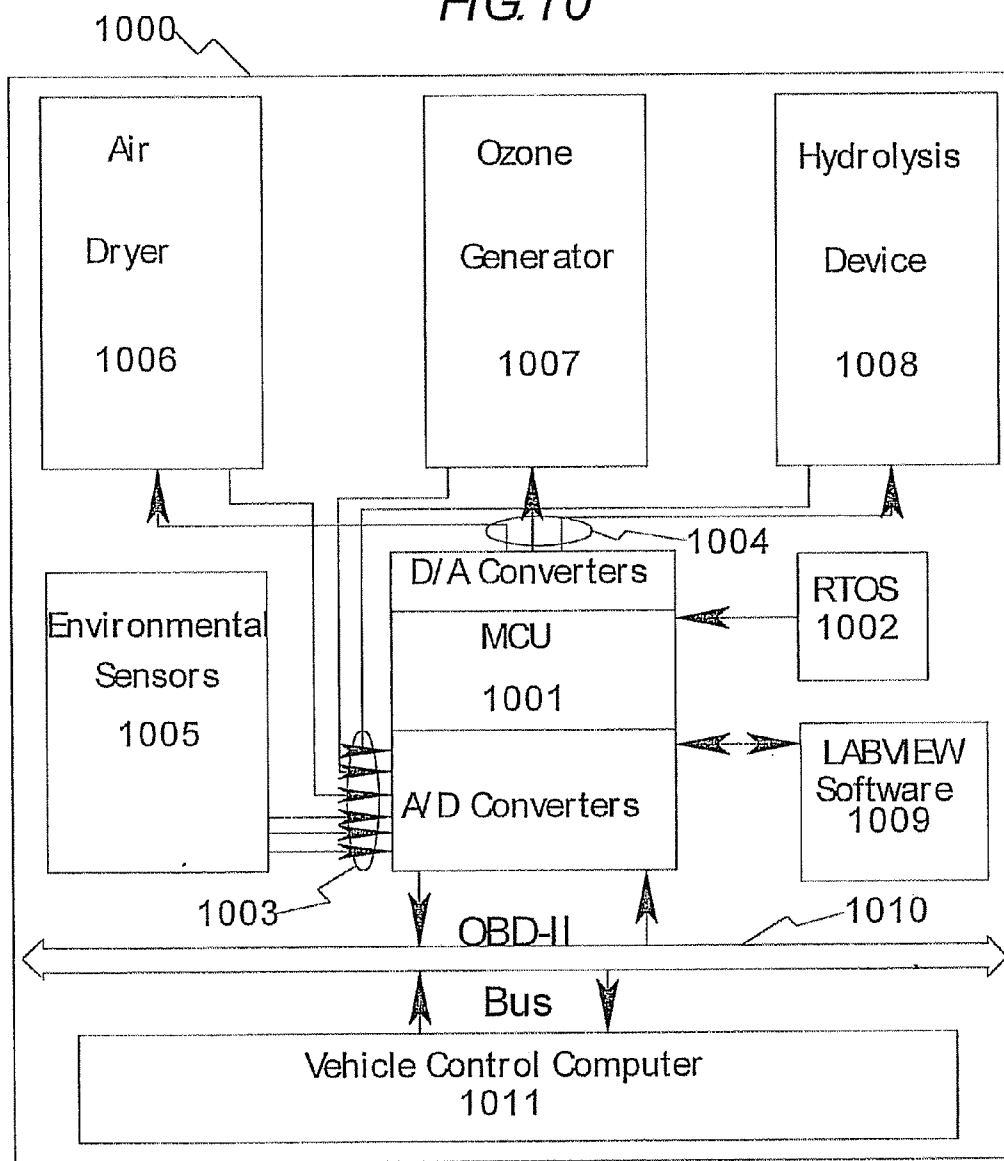 FIG. 10
1000
Air
Dryer
1006
Ozone
Generator
1007
Hydrolysis
Device
1008
1004
Environmental
Sensors
1005
D/A Converters
MCU
1001
A/D Converters
RTOS
1002
LABVIEW
Software
1009
1003
OBD-II
1010
Bus
Vehicle Control Computer
1011